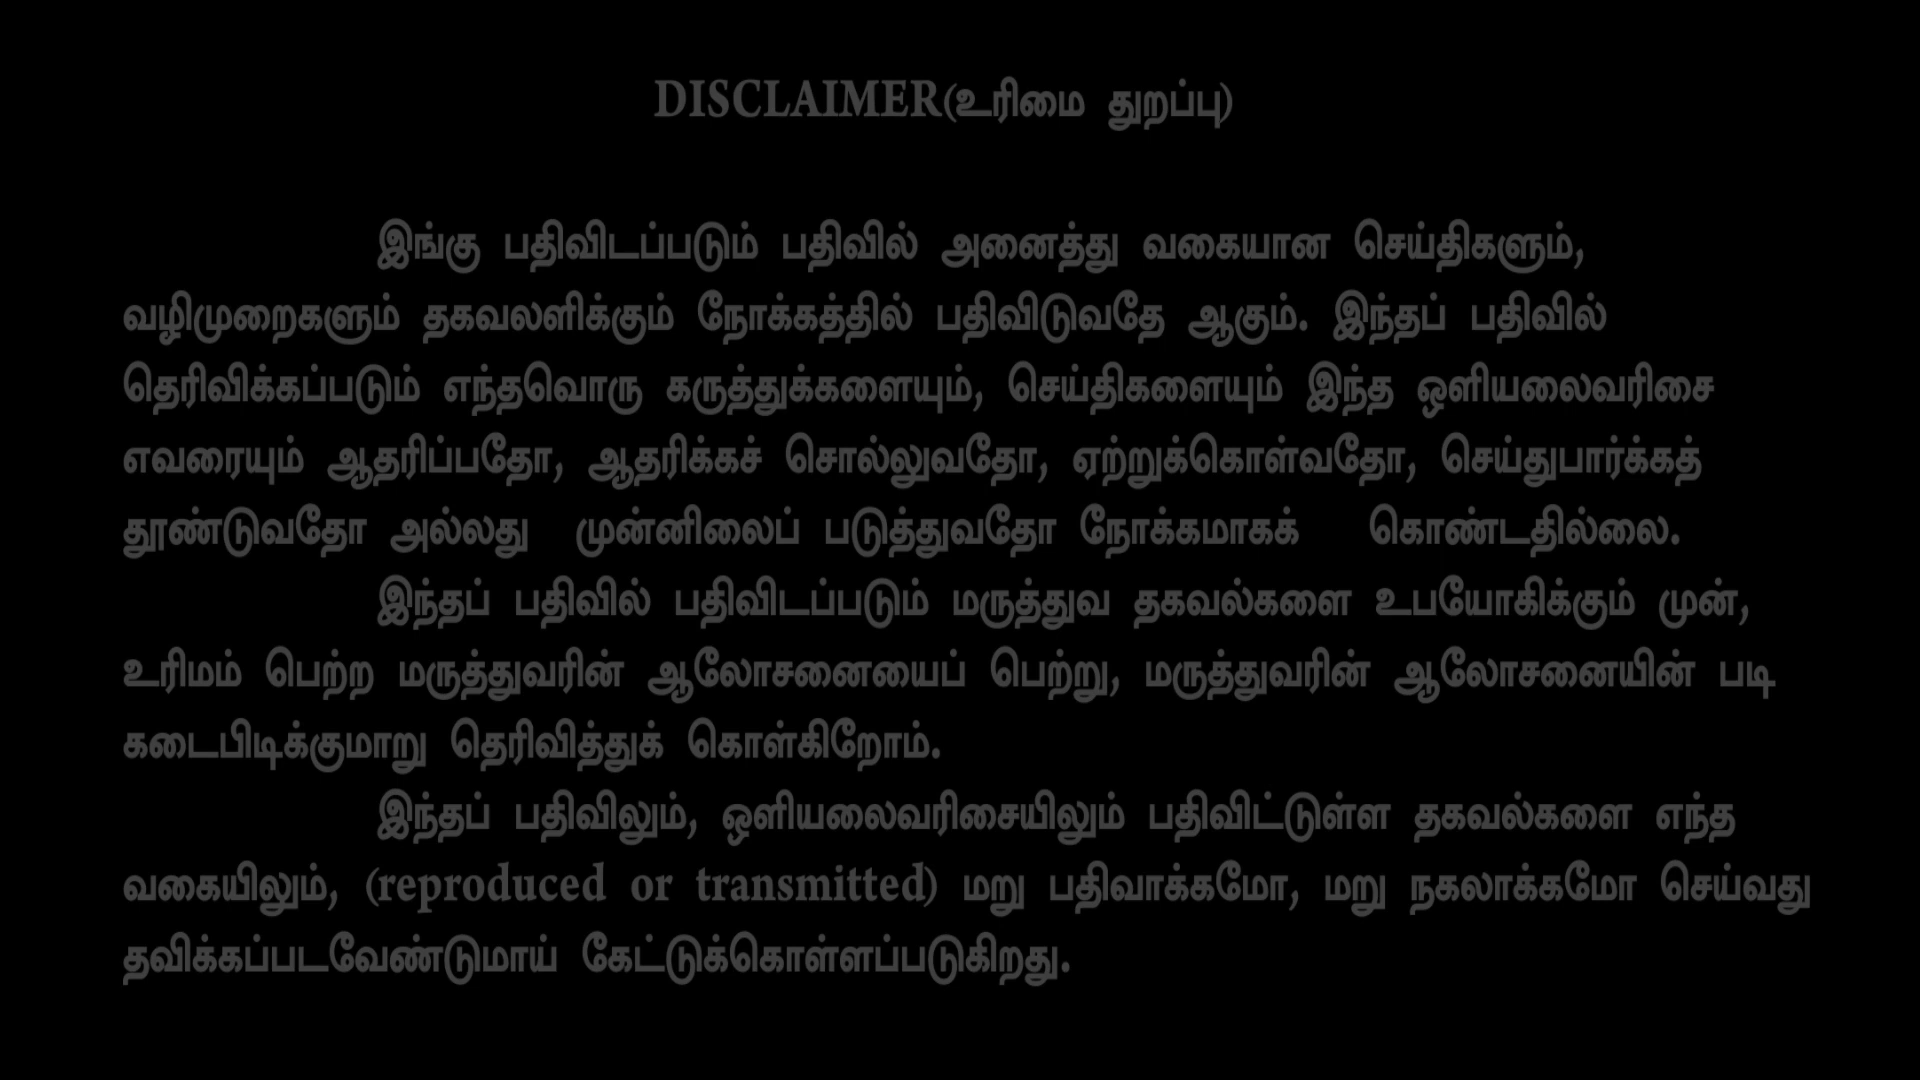 DISCLAIMER(உரிமை துறப்பு)
இங்கு பதிவிடப்படும் பதிவில் அனைத்து வகையான செய்திகளும்,
வழிமுறைகளும் தகவலளிக்கும் நோக்கத்தில் பதிவிடுவதே ஆகும். இந்தப் பதிவில்
தெரிவிக்கப்படும் எந்தவொரு கருத்துக்களையும், செய்திகளையும் இந்த ஒளியலைவரிசை
எவரையும் ஆதரிப்பதோ, ஆதரிக்கச் சொல்லுவதோ, ஏற்றுக்கொள்வதோ, செய்துபார்க்கத்
தூண்டுவதோ அல்லது முன்னிலைப் படுத்துவதோ நோக்கமாகக் கொண்டதில்லை.
இந்தப் பதிவில் பதிவிடப்படும் மருத்துவ தகவல்களை உபயோகிக்கும் முன்,
உரிமம் பெற்ற மருத்துவரின் ஆலோசனையைப் பெற்று, மருத்துவரின் ஆலோசனையின் படி
கடைபிடிக்குமாறு தெரிவித்துக் கொள்கிறோம்.
இந்தப் பதிவிலும், ஒளியலைவரிசையிலும் பதிவிட்டுள்ள தகவல்களை எந்த
வகையிலும், (reproduced or transmitted) மறு பதிவாக்கமோ, மறு நகலாக்கமோ செய்வது
தவிக்கப்படவேண்டுமாய் கேட்டுக்கொள்ளப்படுகிறது.